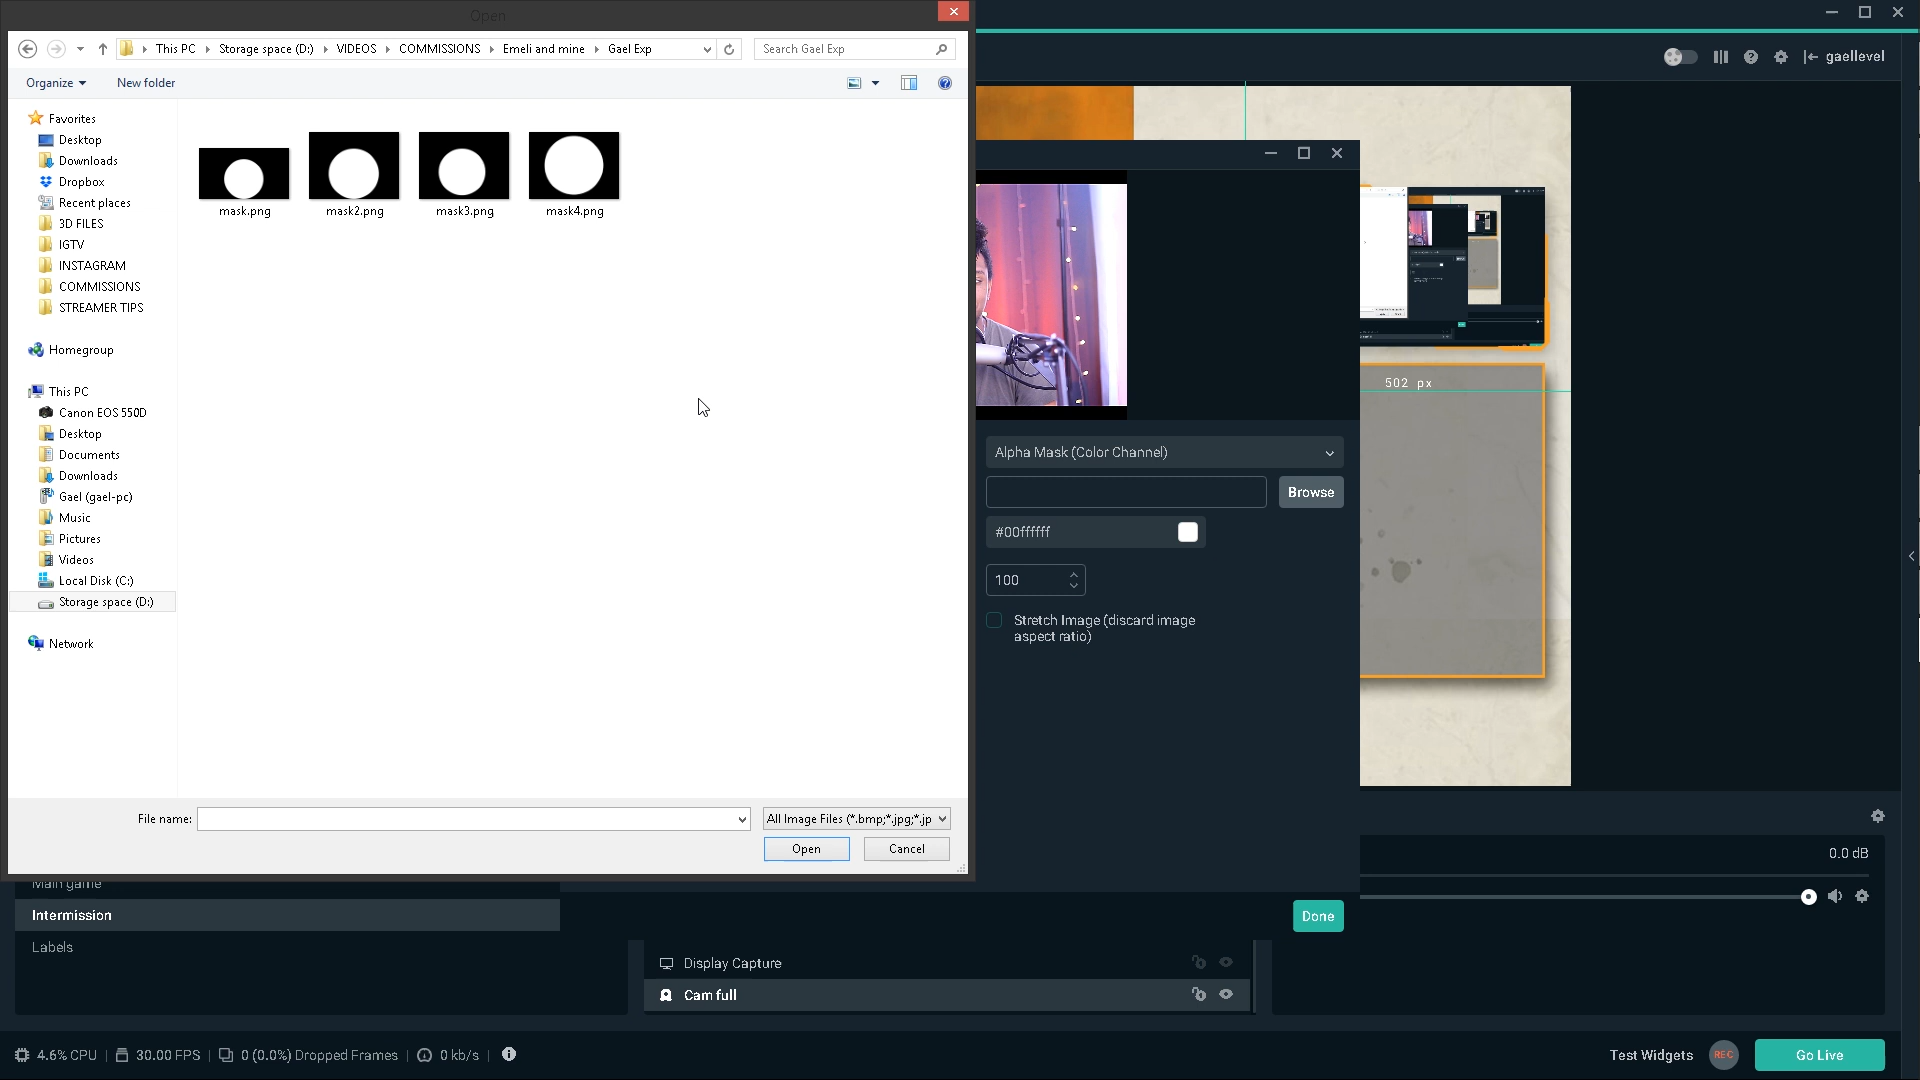 Open
This PC
Storage space (D:)
VIDEOS
COMMISSIONS
Emeli and mine
Gael Exp
Search Gael Exp
Organize
New folder
Favorites
Desktop
Downloads
Dropbox
Recent places
3D FILES
IGTV
INSTAGRAM
COMMISSIONS
STREAMER TIPS
Homegroup
This PC
Canon EOS 550D
Desktop
Documents
Downloads
Gael (gael-pc)
Music
Pictures
Videos
Local Disk (C:)
Storage space (D:)
Network
mask.png
mask2.png
mask3.png
mask4.png
File name:
All Image Files (*.bmp;*.jpg;*.jp
Open
Cancel
gaellevel
502 px
Alpha Mask (Color Channel)
Browse
#00ffffff
100
Stretch Image (discard image
aspect ratio)
Done
0.0 dB
Main game
Intermission
Labels
Display Capture
Cam full
4.6% CPU
30.00 FPS
0 (0.0%) Dropped Frames
0 kb/s
Test Widgets
REC
Go Live